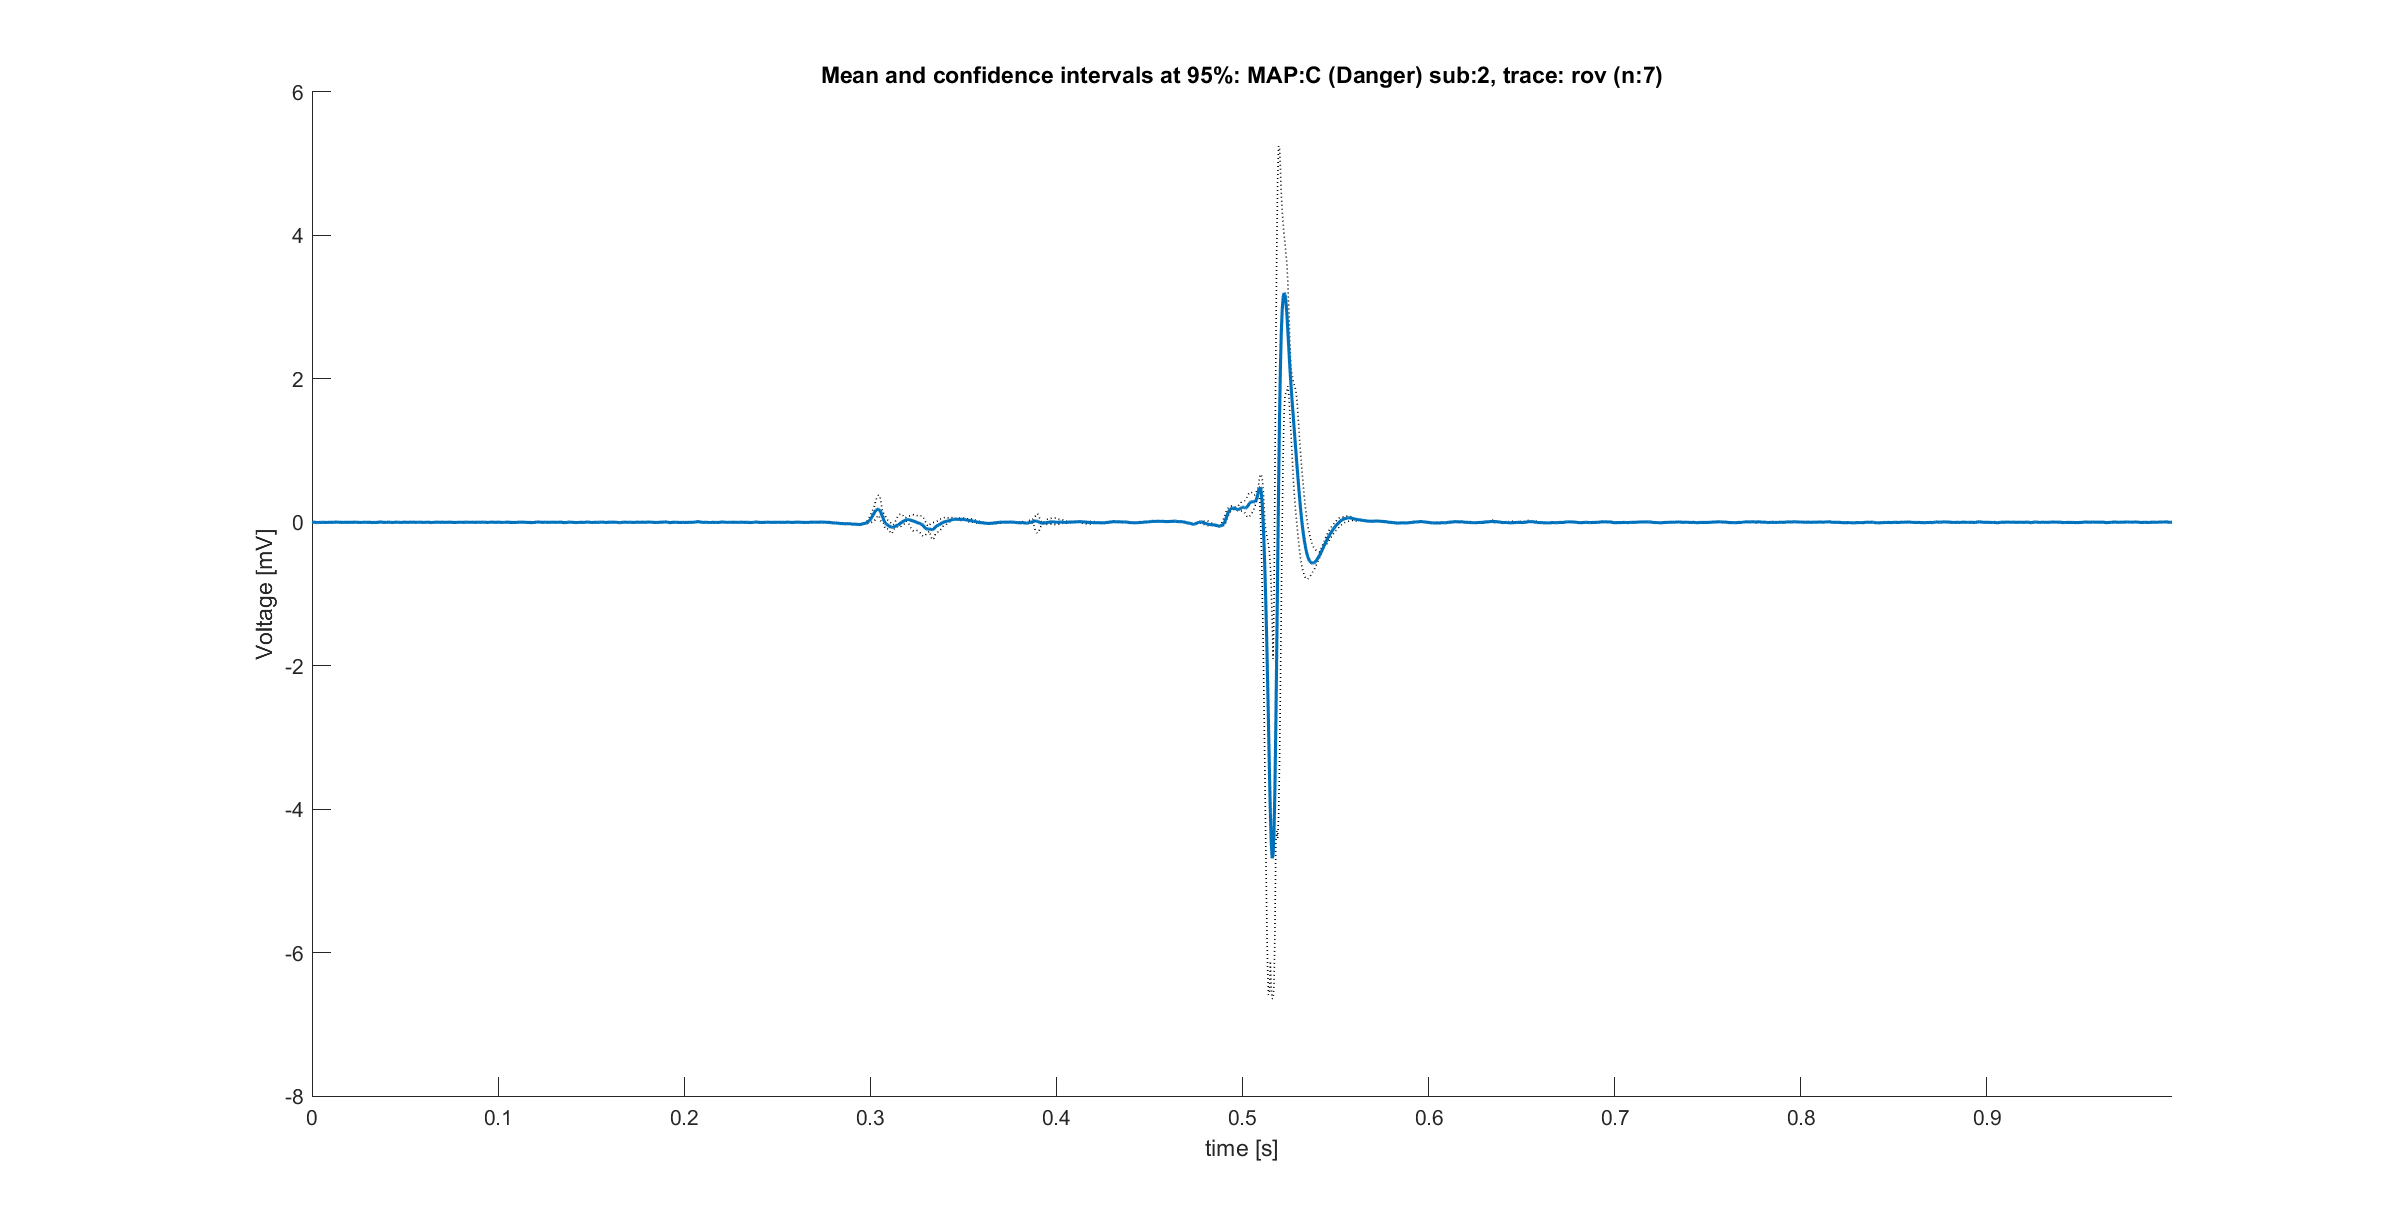 Mean and confidence intervals at 95%: MAP:C (Danger) sub:2, trace: rov (n:7)
6
4
2
0
-2
-4
-6
-8
Voltage [mV]
0 0.1 0.2 0.3 0.4 0.5 0.6 0.7 0.8 0.9
time [s]